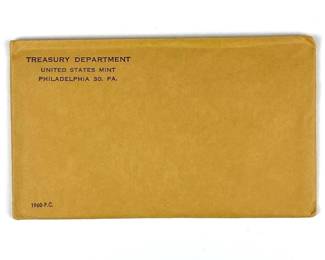 TREASURY DEPARTMENT
UNITED STATES MINT
PHILADELPHIA 30, PA.
1960-P.C.